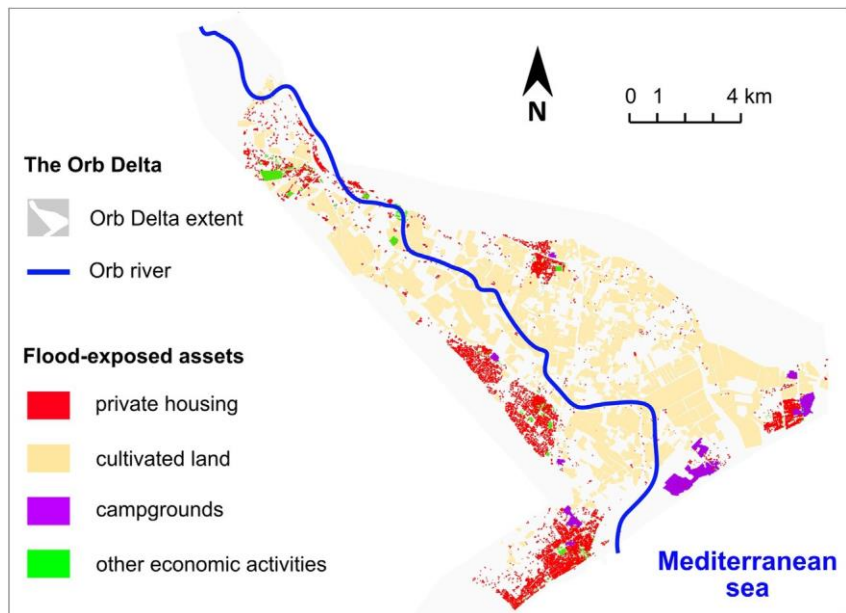 N
0 1 4 km
The Orb Delta
Orb Delta extent
Orb river
Flood-exposed assets
private housing
cultivated land
campgrounds
other economic activities
Mediterranean
sea